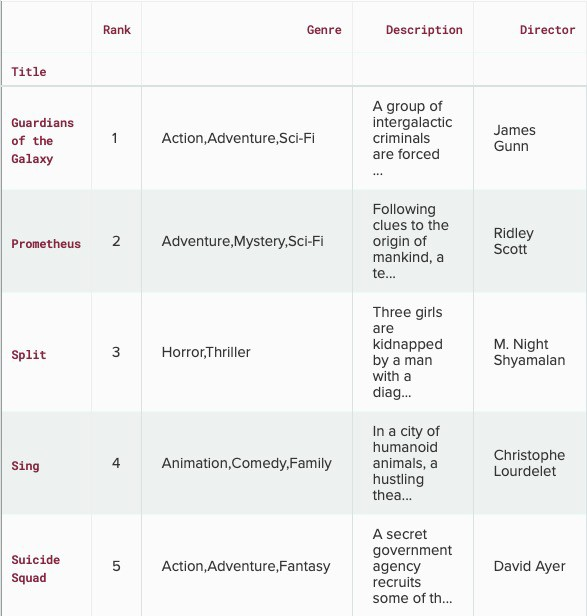 Rank Genre Description Director
Title
Guardians of the Galaxy 1 Action,Adventure,Sci-Fi A group of intergalactic criminals are forced ... James Gunn
Prometheus 2 Adventure,Mystery,Sci-Fi Following clues to the origin of mankind, a te... Ridley Scott
Split 3 Horror,Thriller Three girls are kidnapped by a man with a diag... M. Night Shyamalan
Sing 4 Animation,Comedy,Family In a city of humanoid animals, a hustling thea... Christophe Lourdelet
Suicide Squad 5 Action,Adventure,Fantasy A secret government agency recruits some of th... David Ayer